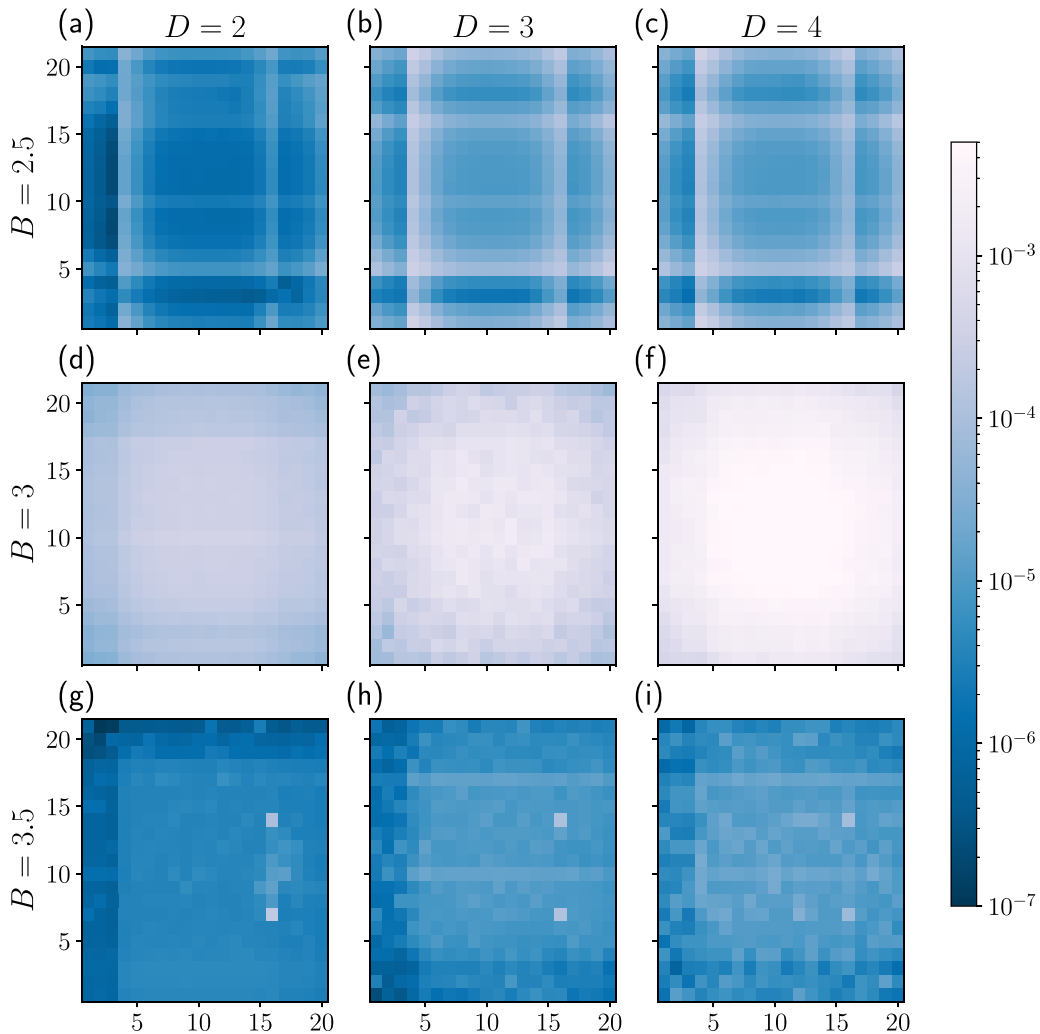 (a) D = 2 (b) D = 3 (c) D = 4
B = 2.5
20
15
10
5
(d) (e) (f)
B = 3
20
15
10
5
(g) (h) (i)
B = 3.5
20
15
10
5
5 10 15 20 5 10 15 20 5 10 15 20
10⁻³
10⁻⁴
10⁻⁵
10⁻⁶
10⁻⁷